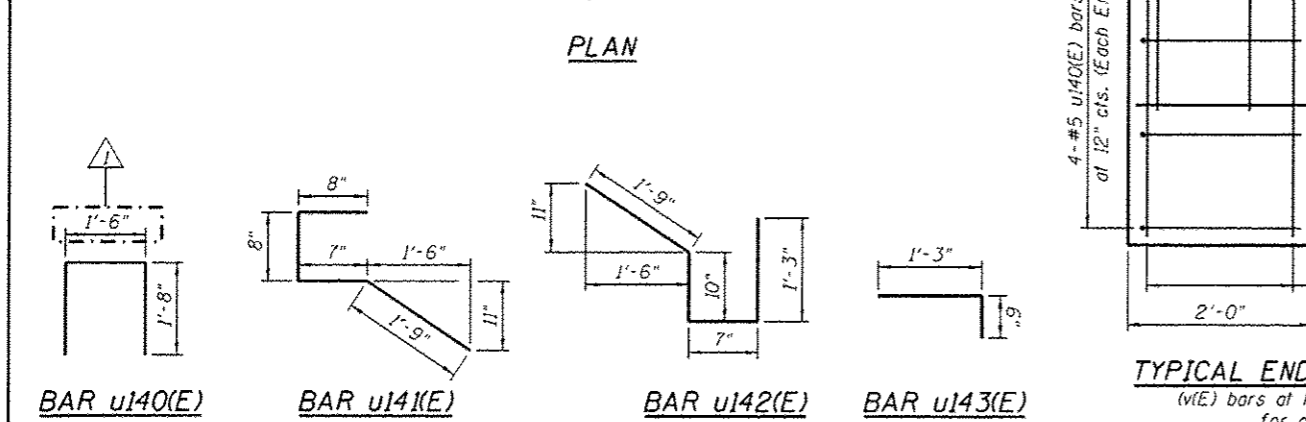 PLAN
4-#5 u140(E) bars
at 12" cts. (Each
1
1'-6"
1'-8"
BAR u140(E)
8"
8"
7"
1'-6"
11"
1'-9"
BAR u141(E)
11"
1'-9"
1'-6"
10"
1'-3"
7"
BAR u142(E)
1'-3"
6"
BAR u143(E)
2'-0"
TYPICAL END
(v(E) bars at
for